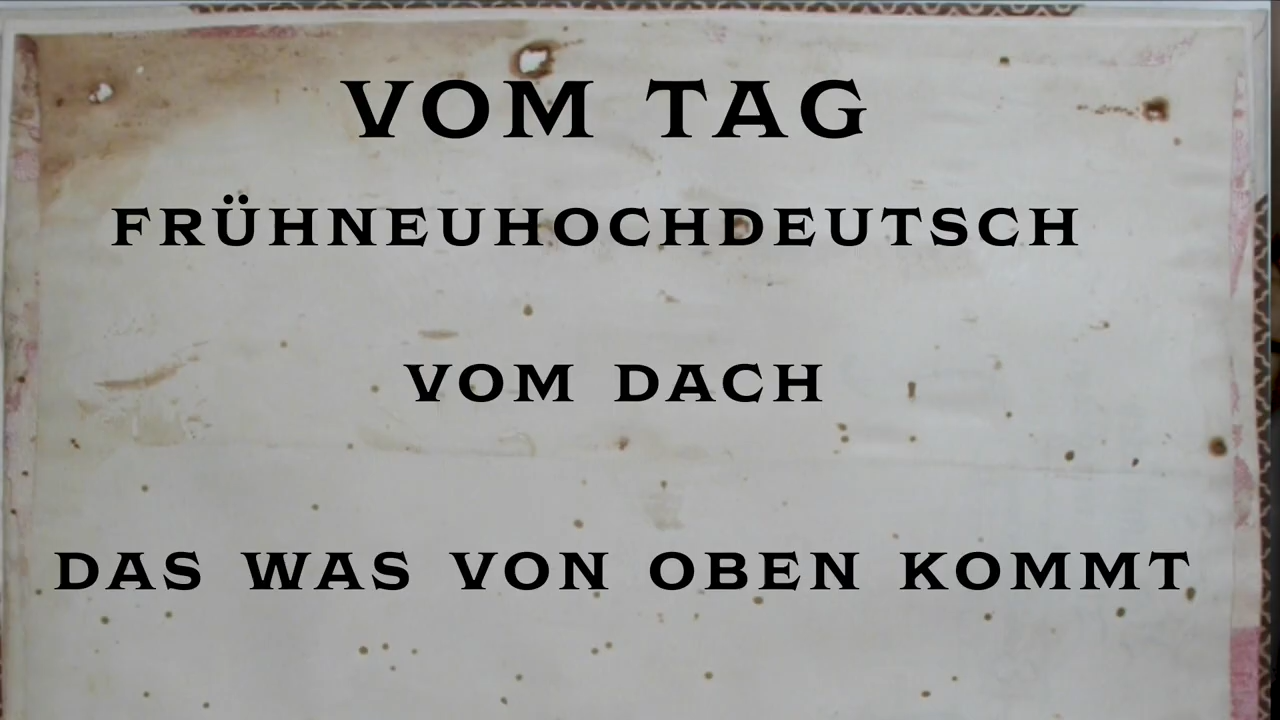 VOM TAG
FRÜHNEUHOCHDEUTSCH
VOM DACH
DAS WAS VON OBEN KOMMT